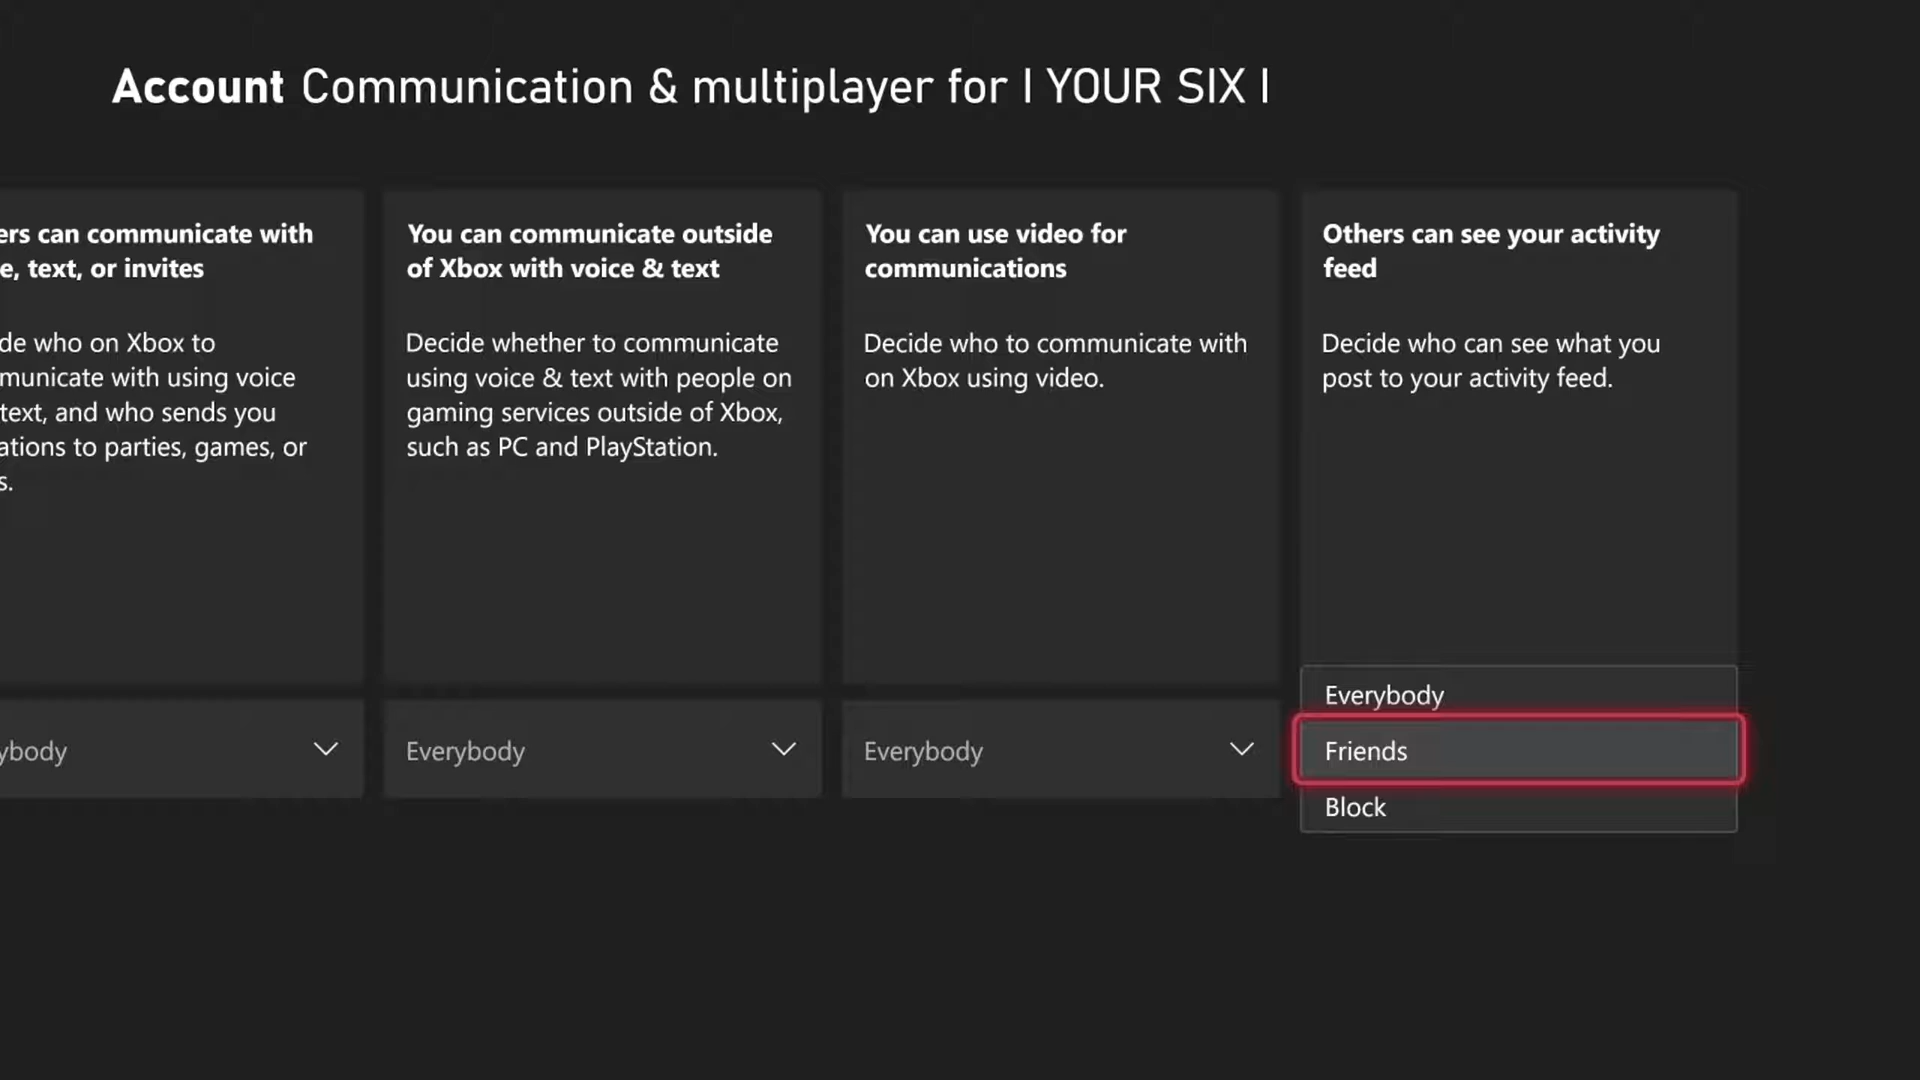 Account Communication & multiplayer for I YOUR SIX I
ers can communicate with
e, text, or invites
de who on Xbox to
municate with using voice
text, and who sends you
ations to parties, games, or
s.
ybody
You can communicate outside
of Xbox with voice & text
Decide whether to communicate
using voice & text with people on
gaming services outside of Xbox,
such as PC and PlayStation.
Everybody
You can use video for
communications
Decide who to communicate with
on Xbox using video.
Everybody
Others can see your activity
feed
Decide who can see what you
post to your activity feed.
Everybody
Friends
Block